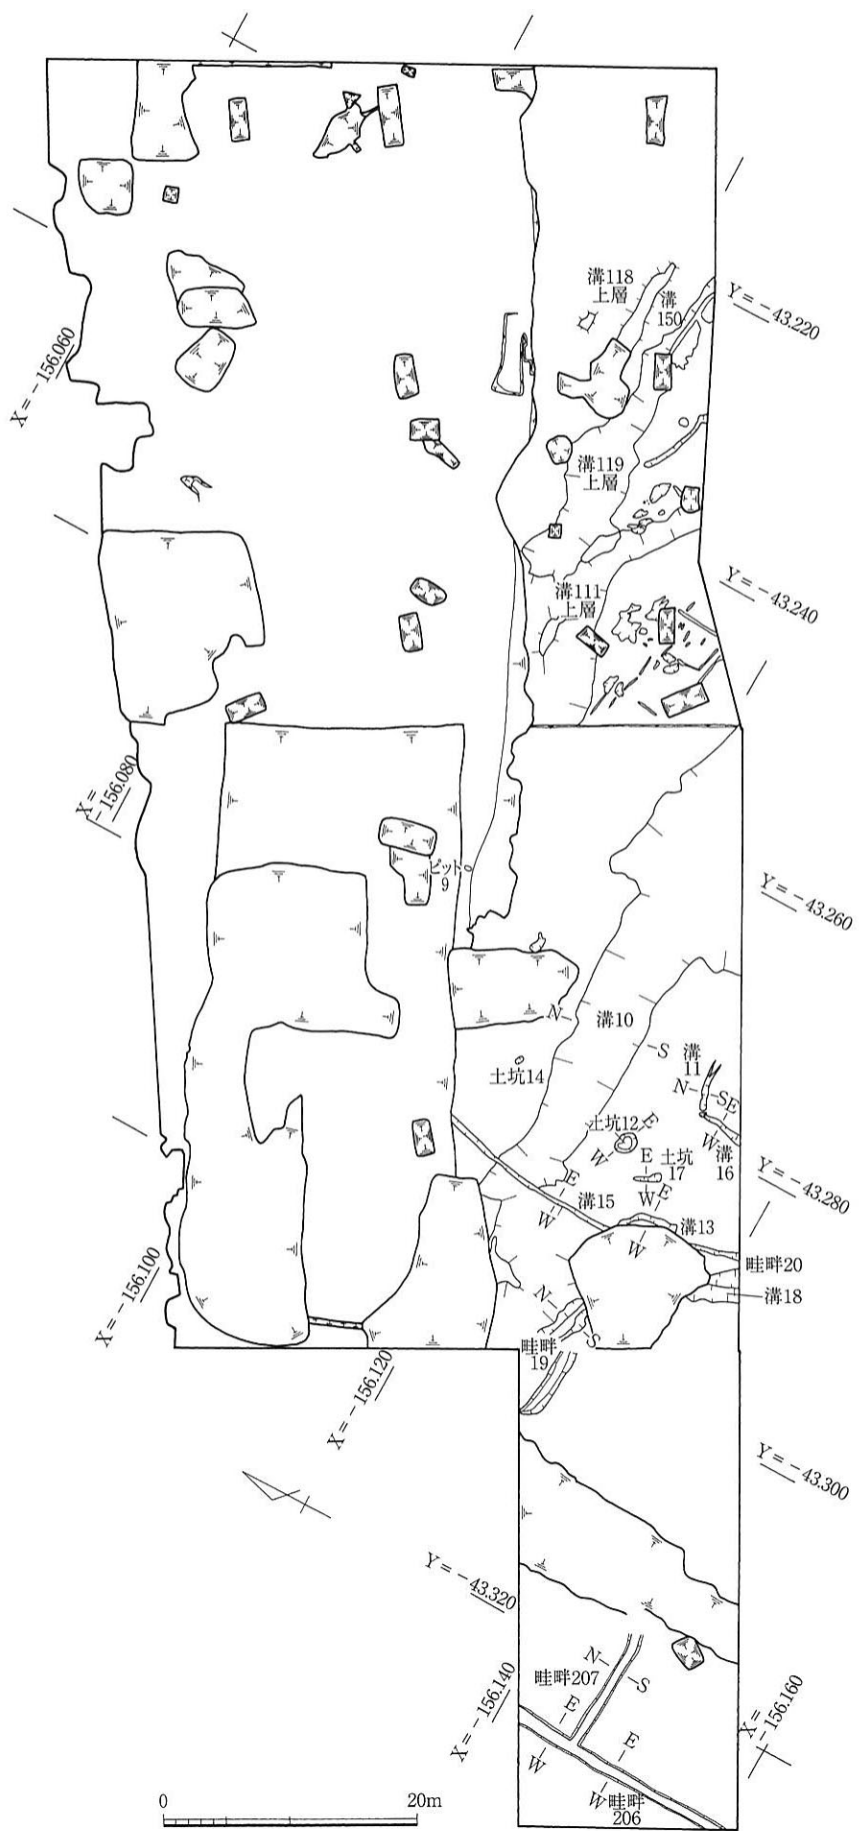 溝118
上層
溝
150
Y=-43.220
X=-156.060
溝119
上層
溝111
上層
Y=-43.240
X=
-156.080
ピット
9
Y=-43.260
N
溝10
S
溝
11
N
SE
土坑14
土坑12
E
W
W
溝
16
E
土坑
17
W
E
E
溝15
W
溝13
W
Y=-43.280
畦畔20
溝18
N
S
畦畔
19
X=-156.100
X=-156.120
Y=-43.300
Y=-43.320
N
畦畔207
S
E
X=-156.140
X=
-156.160
E
W
W
畦畔
206
0
20m